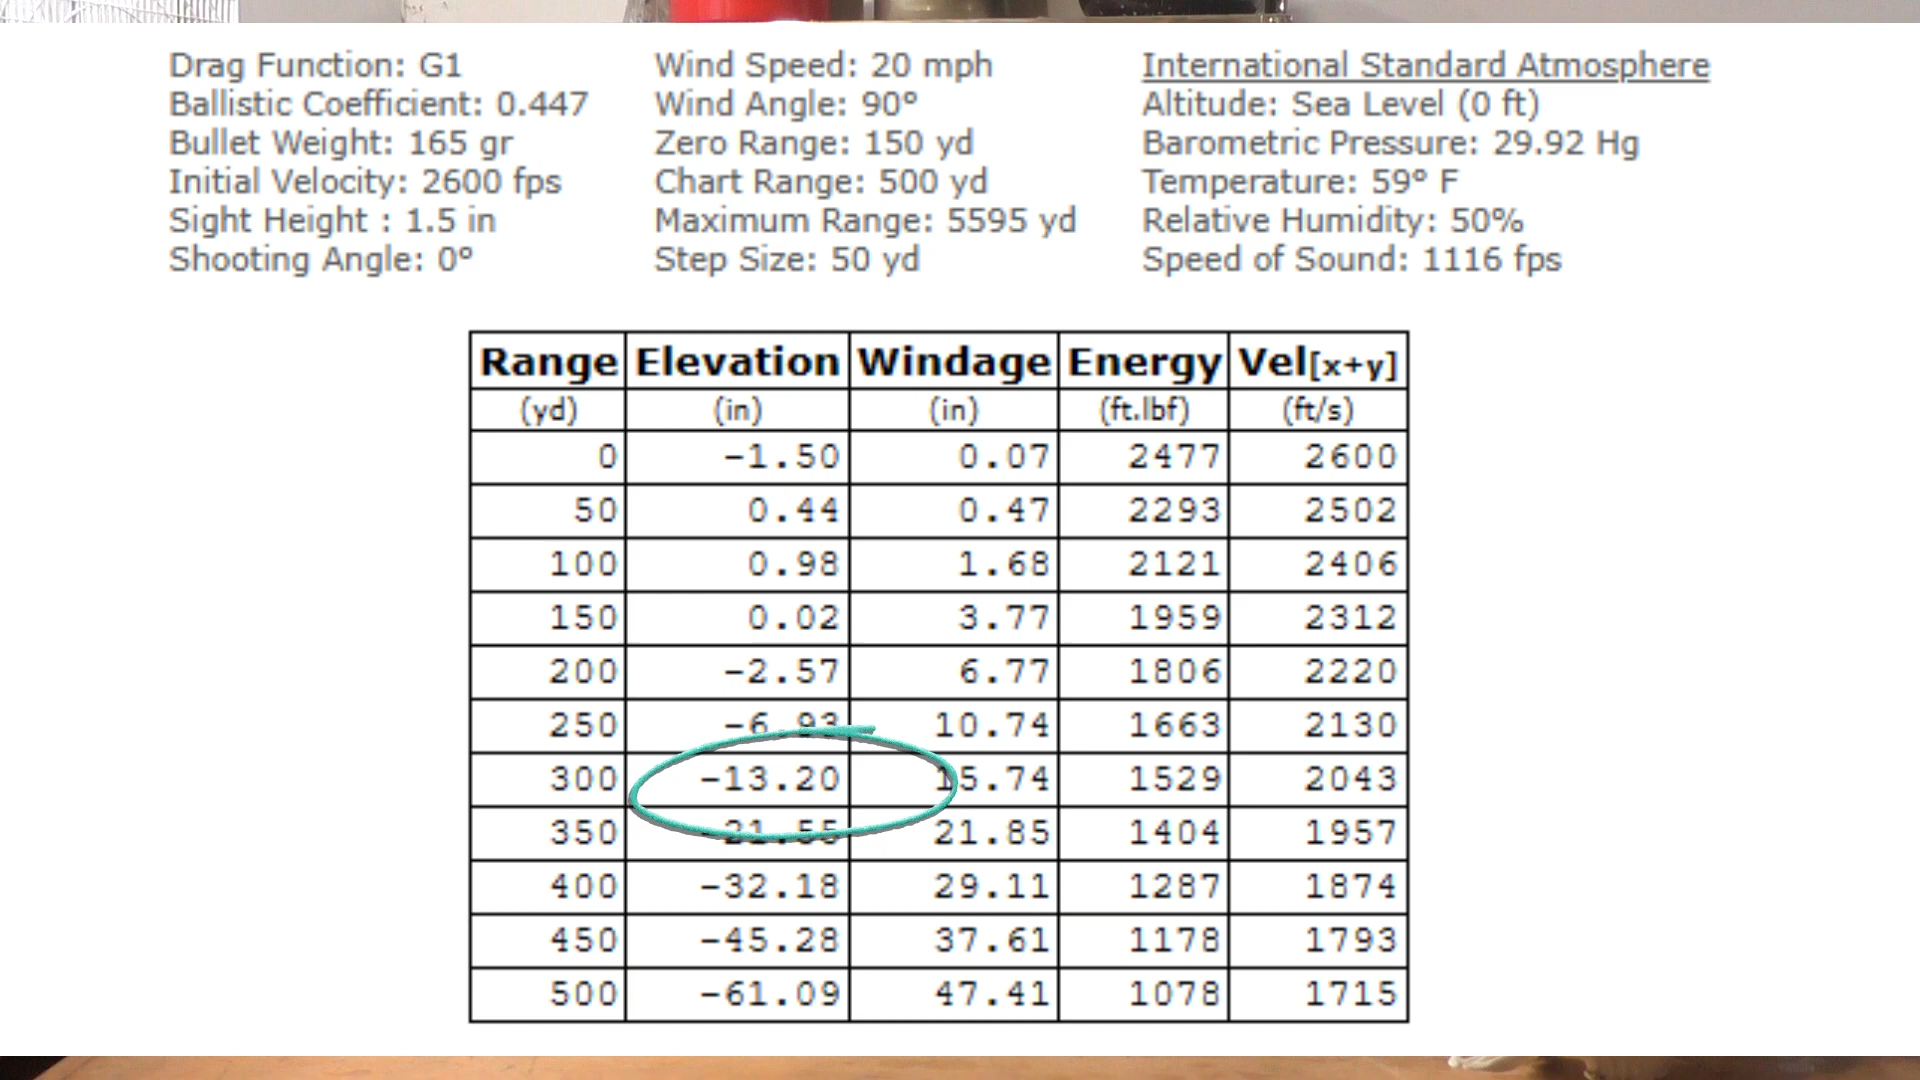 Drag Function: G1 Wind Speed: 20 mph International Standard Atmosphere
Ballistic Coefficient: 0.447 Wind Angle: 90° Altitude: Sea Level (0 ft)
Bullet Weight: 165 gr Zero Range: 150 yd Barometric Pressure: 29.92 Hg
Initial Velocity: 2600 fps Chart Range: 500 yd Temperature: 59° F
Sight Height : 1.5 in Maximum Range: 5595 yd Relative Humidity: 50%
Shooting Angle: 0° Step Size: 50 yd Speed of Sound: 1116 fps
Range Elevation Windage Energy Vel[x+y]
(yd) (in) (in) (ft.lbf) (ft/s)
0 -1.50 0.07 2477 2600
50 0.44 0.47 2293 2502
100 0.98 1.68 2121 2406
150 0.02 3.77 1959 2312
200 -2.57 6.77 1806 2220
250 -6.93 10.74 1663 2130
300 -13.20 15.74 1529 2043
350 -21.55 21.85 1404 1957
400 -32.18 29.11 1287 1874
450 -45.28 37.61 1178 1793
500 -61.09 47.41 1078 1715